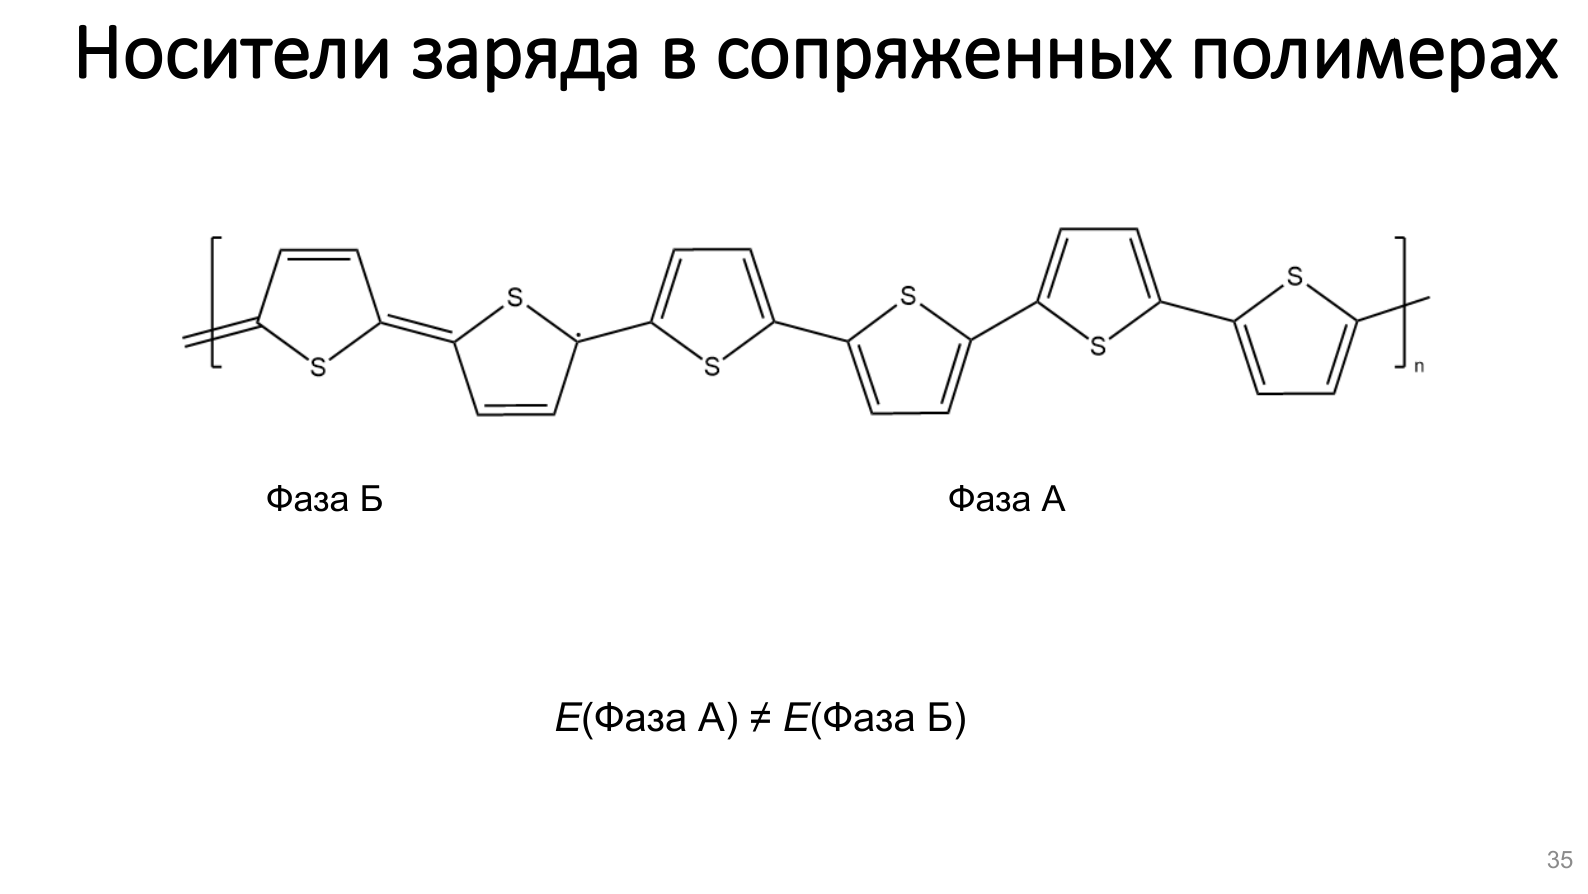 Носители заряда в сопряженных полимерах
S
S
S
S
S
S
n
Фаза Б
Фаза А
E(Фаза А) ≠ E(Фаза Б)
35